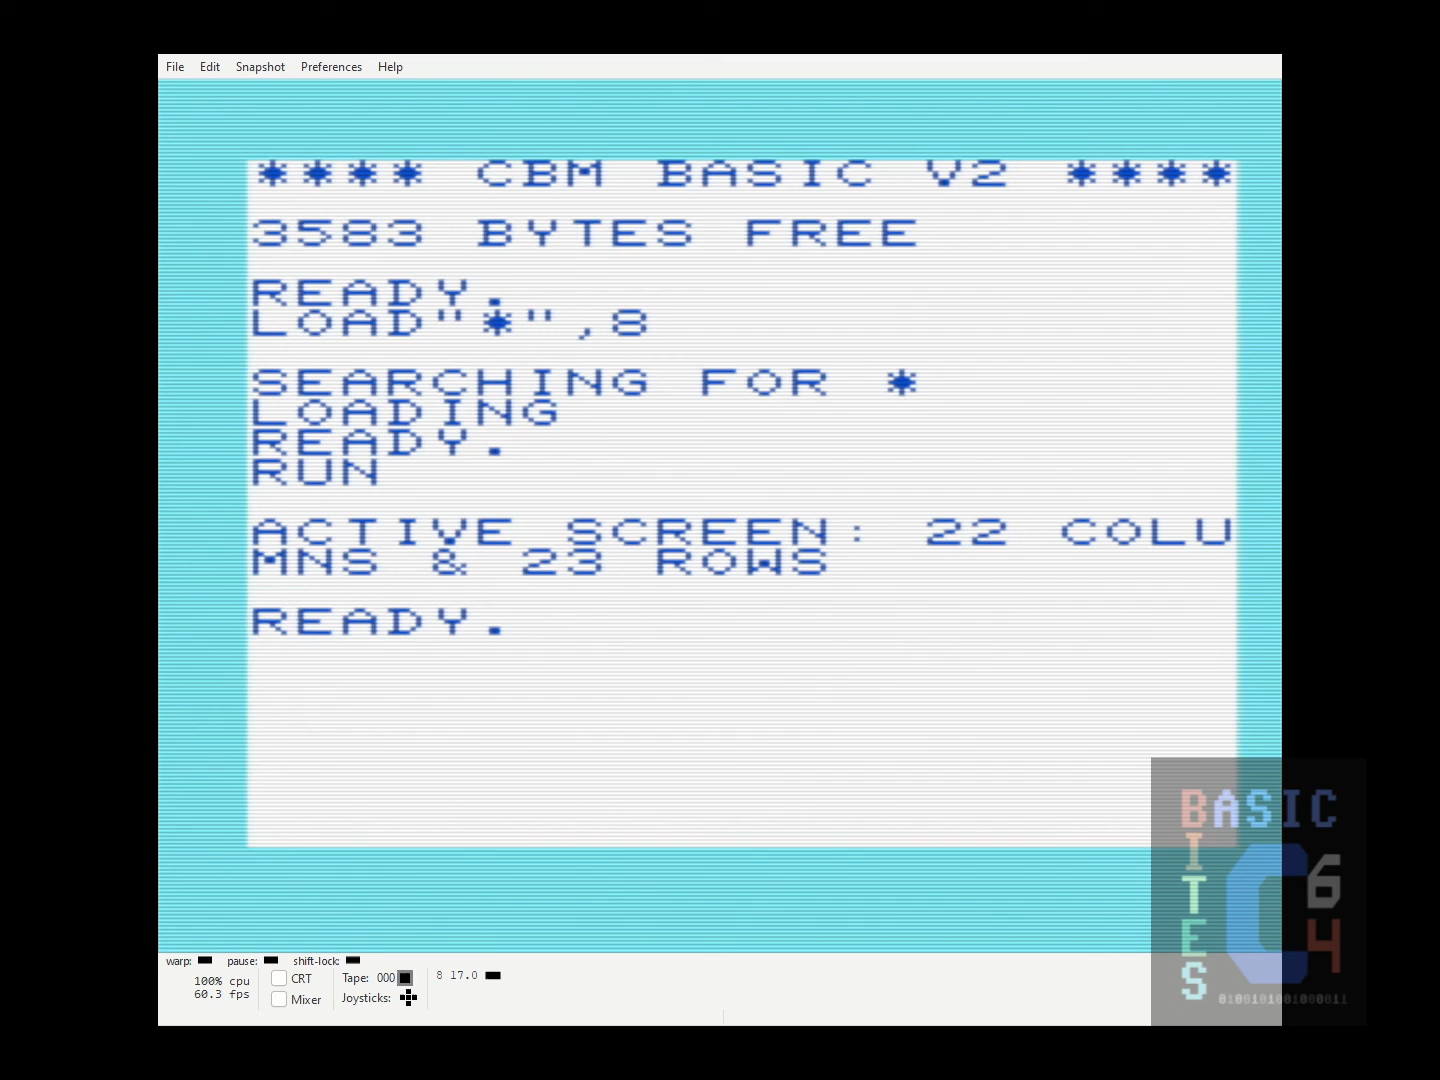 File Edit Snapshot Preferences Help
**** CBM BASIC V2 ****
3583 BYTES FREE
READY.
LOAD"*",8
SEARCHING FOR *
LOADING
READY.
RUN
ACTIVE SCREEN: 22 COLU
MNS & 23 ROWS
READY.
warp: pause: shift-lock:
100% cpu
60.3 fps
CRT
Mixer
Tape: 000
Joysticks:
8 17.0
BASIC
BITES
C64
0100101001000011